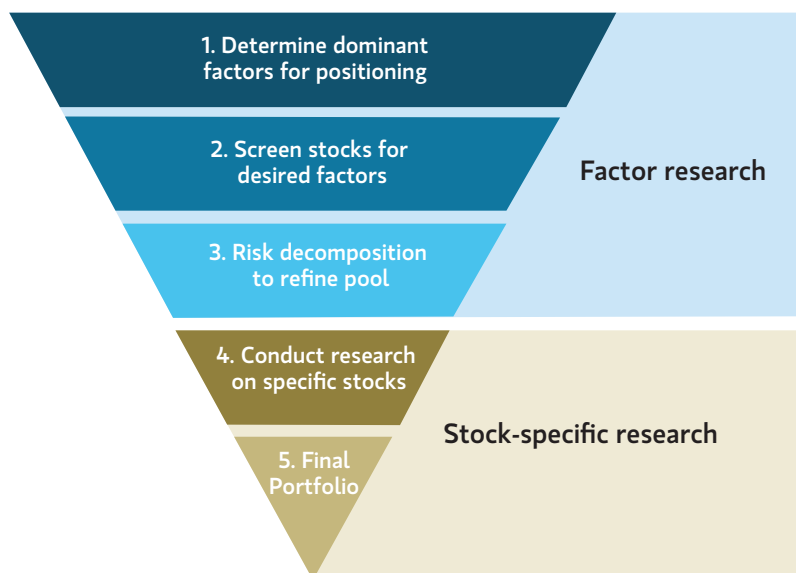 1. Determine dominant
factors for positioning
2. Screen stocks for
desired factors
Factor research
3. Risk decomposition
to refine pool
4. Conduct research
on specific stocks
Stock-specific research
5. Final
Portfolio